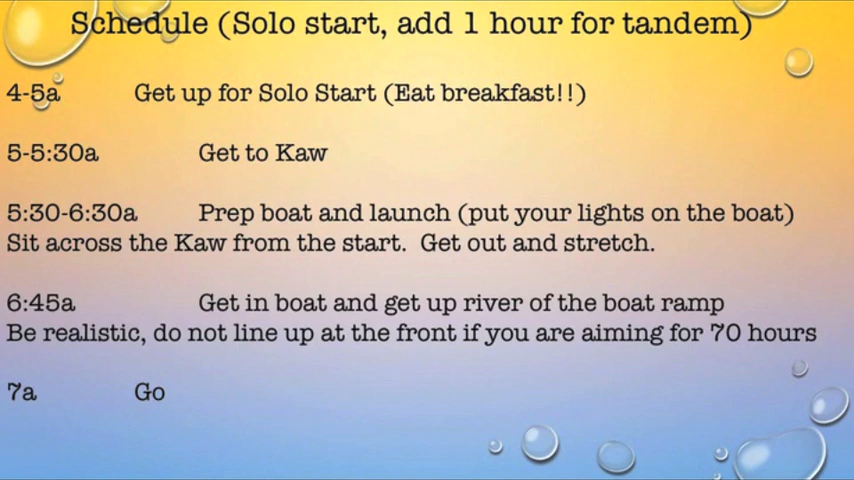 Schedule (Solo start, add 1 hour for tandem)
4-5a Get up for Solo Start (Eat breakfast!!)
5-5:30a Get to Kaw
5:30-6:30a Prep boat and launch (put your lights on the boat)
Sit across the Kaw from the start. Get out and stretch.
6:45a Get in boat and get up river of the boat ramp
Be realistic, do not line up at the front if you are aiming for 70 hours
7a Go